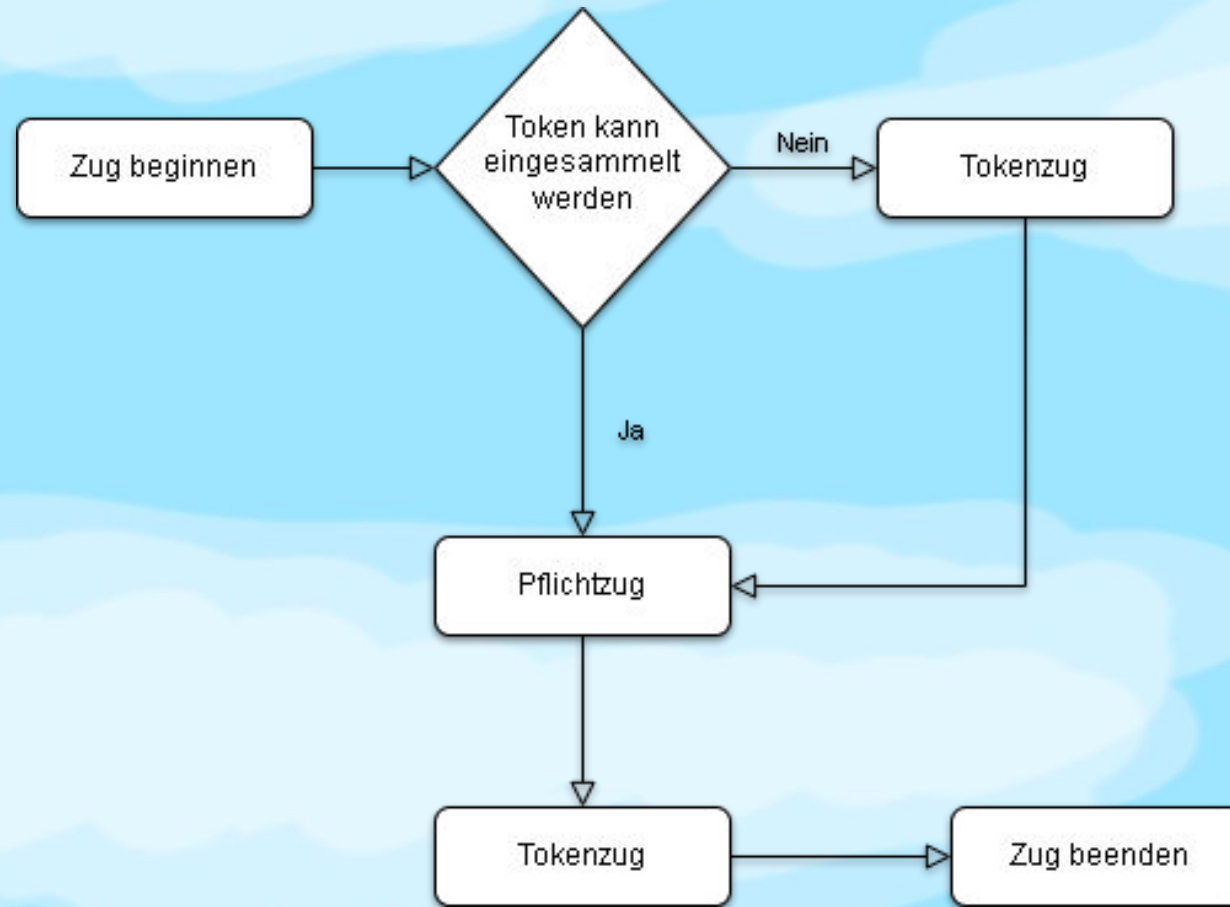 Zug beginnen
Token kann
eingesammelt
werden
Nein
Tokenzug
Ja
Pflichtzug
Tokenzug
Zug beenden